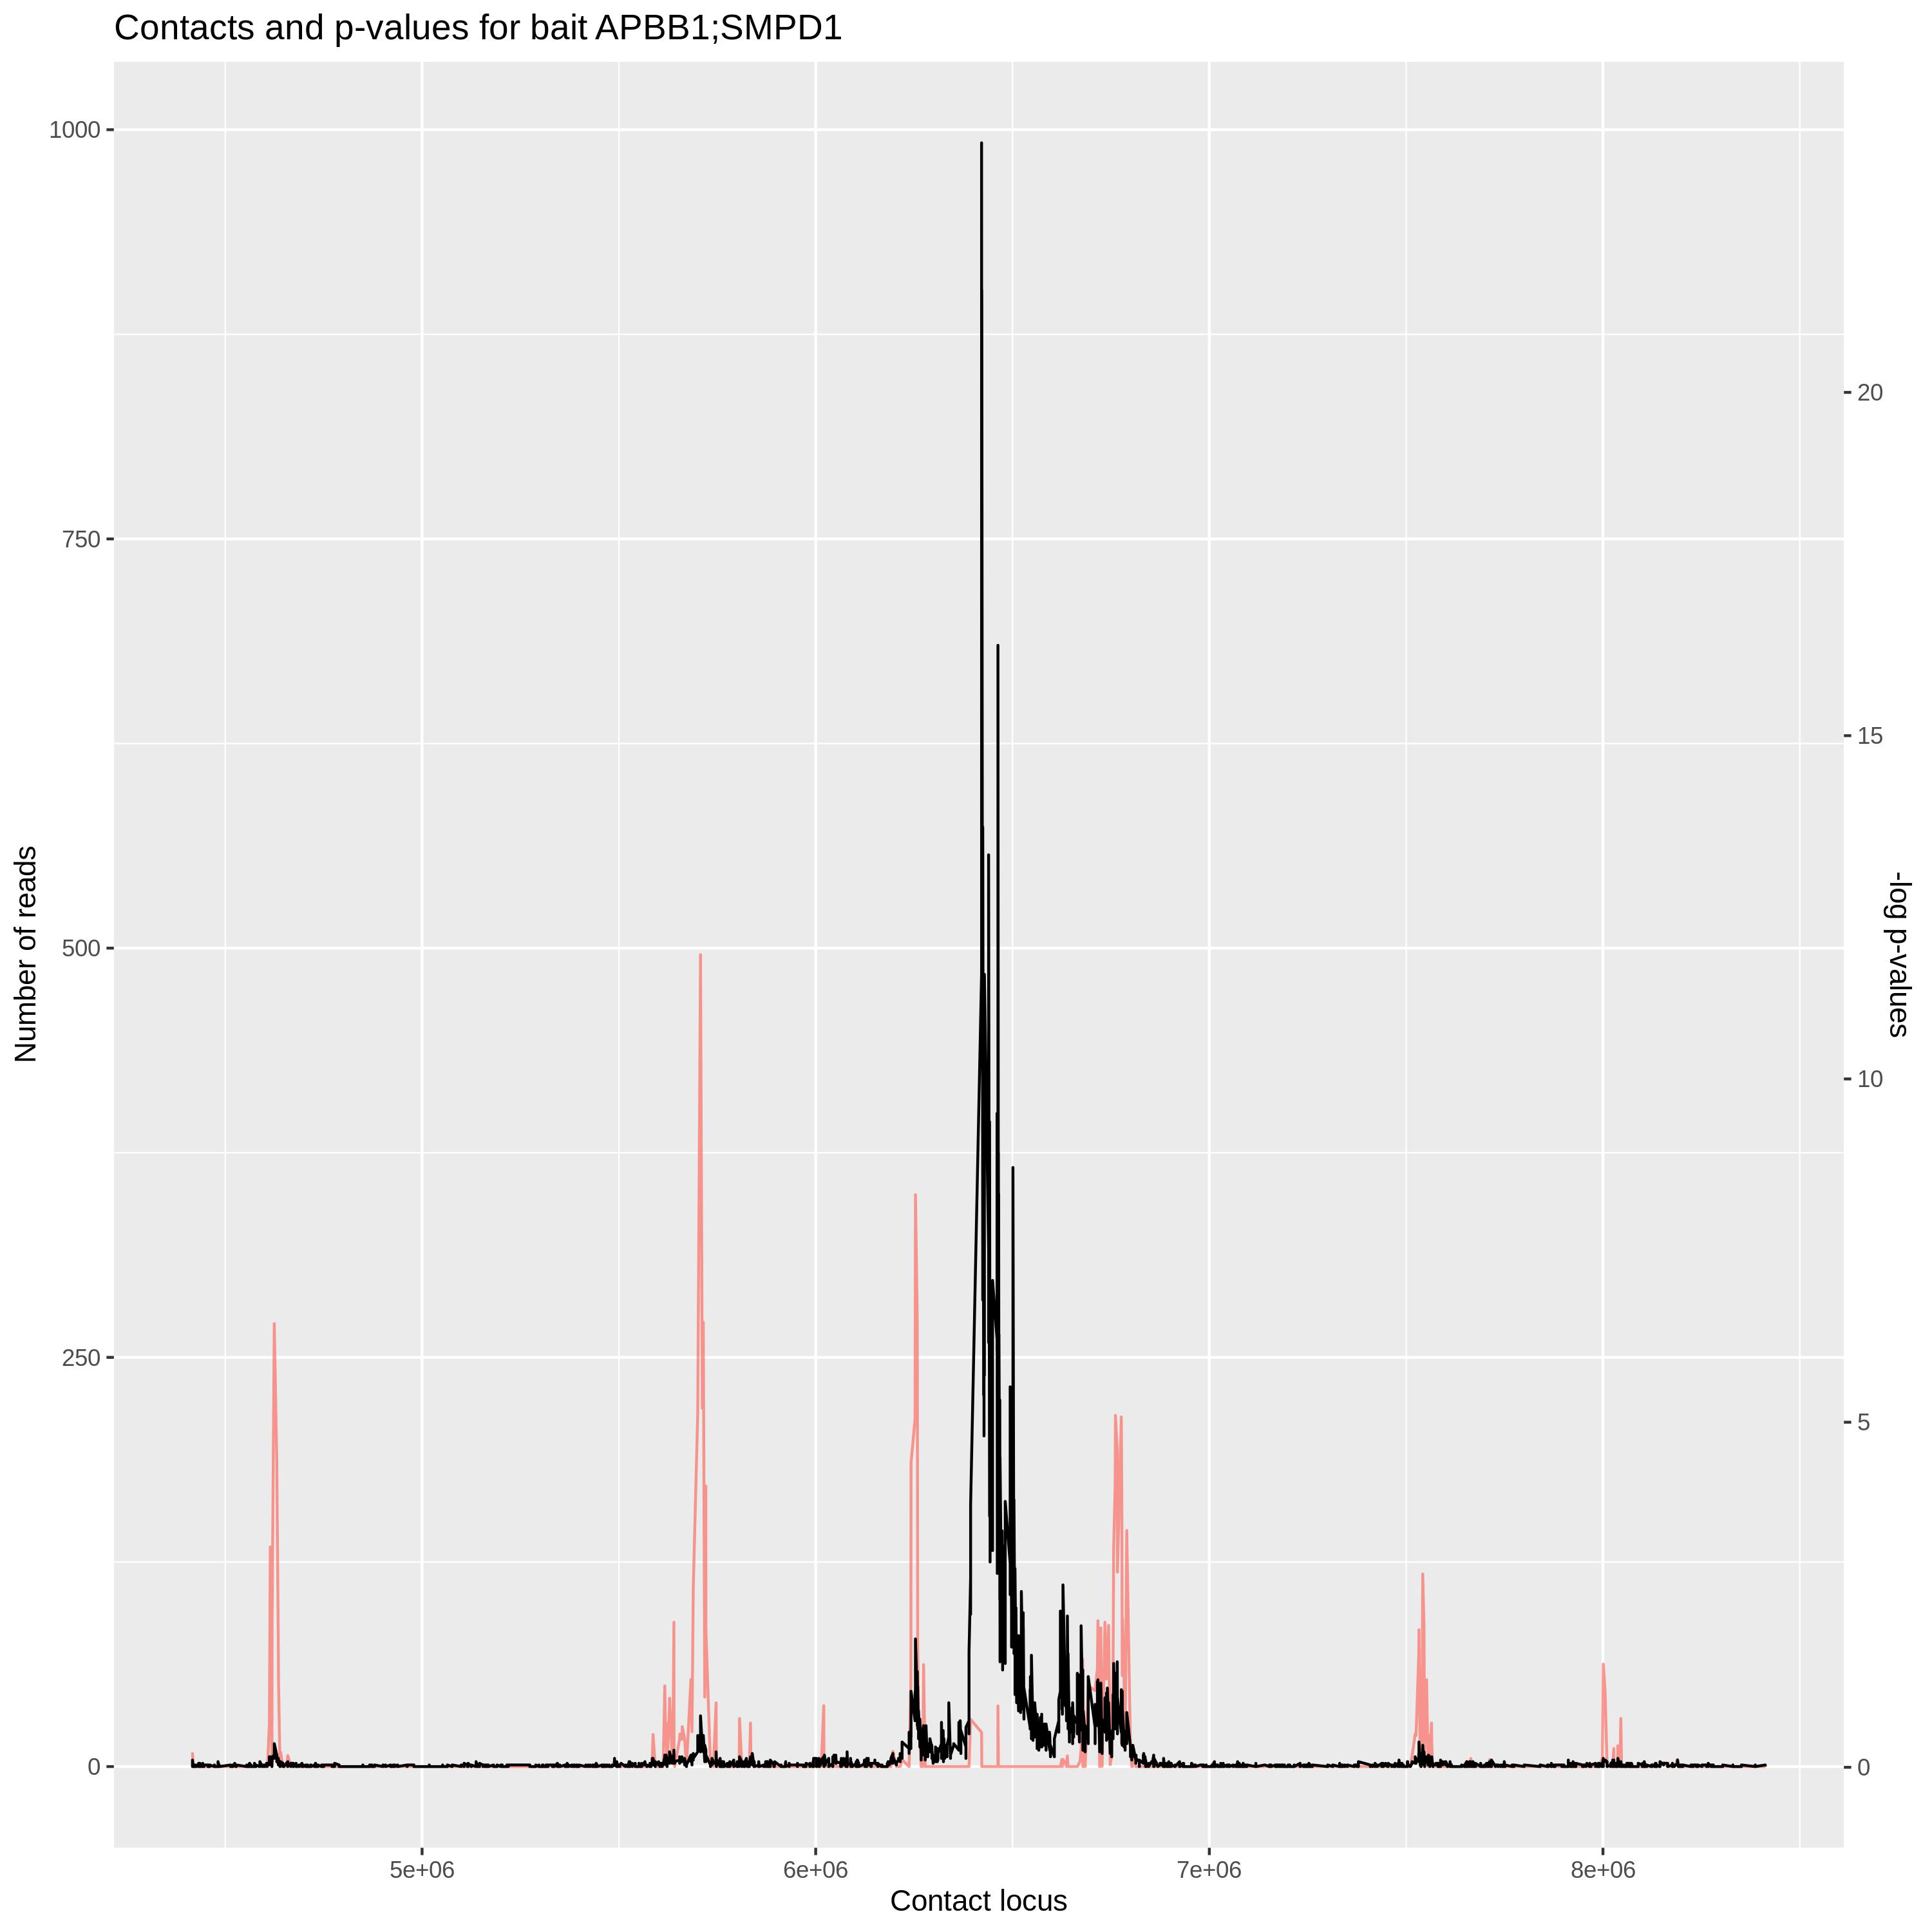 Contacts and p-values for bait APBB1;SMPD1
1000
750
500
250
0
Number of reads
20
15
10
5
0
-log p-values
5e+06
6e+06
7e+06
8e+06
Contact locus